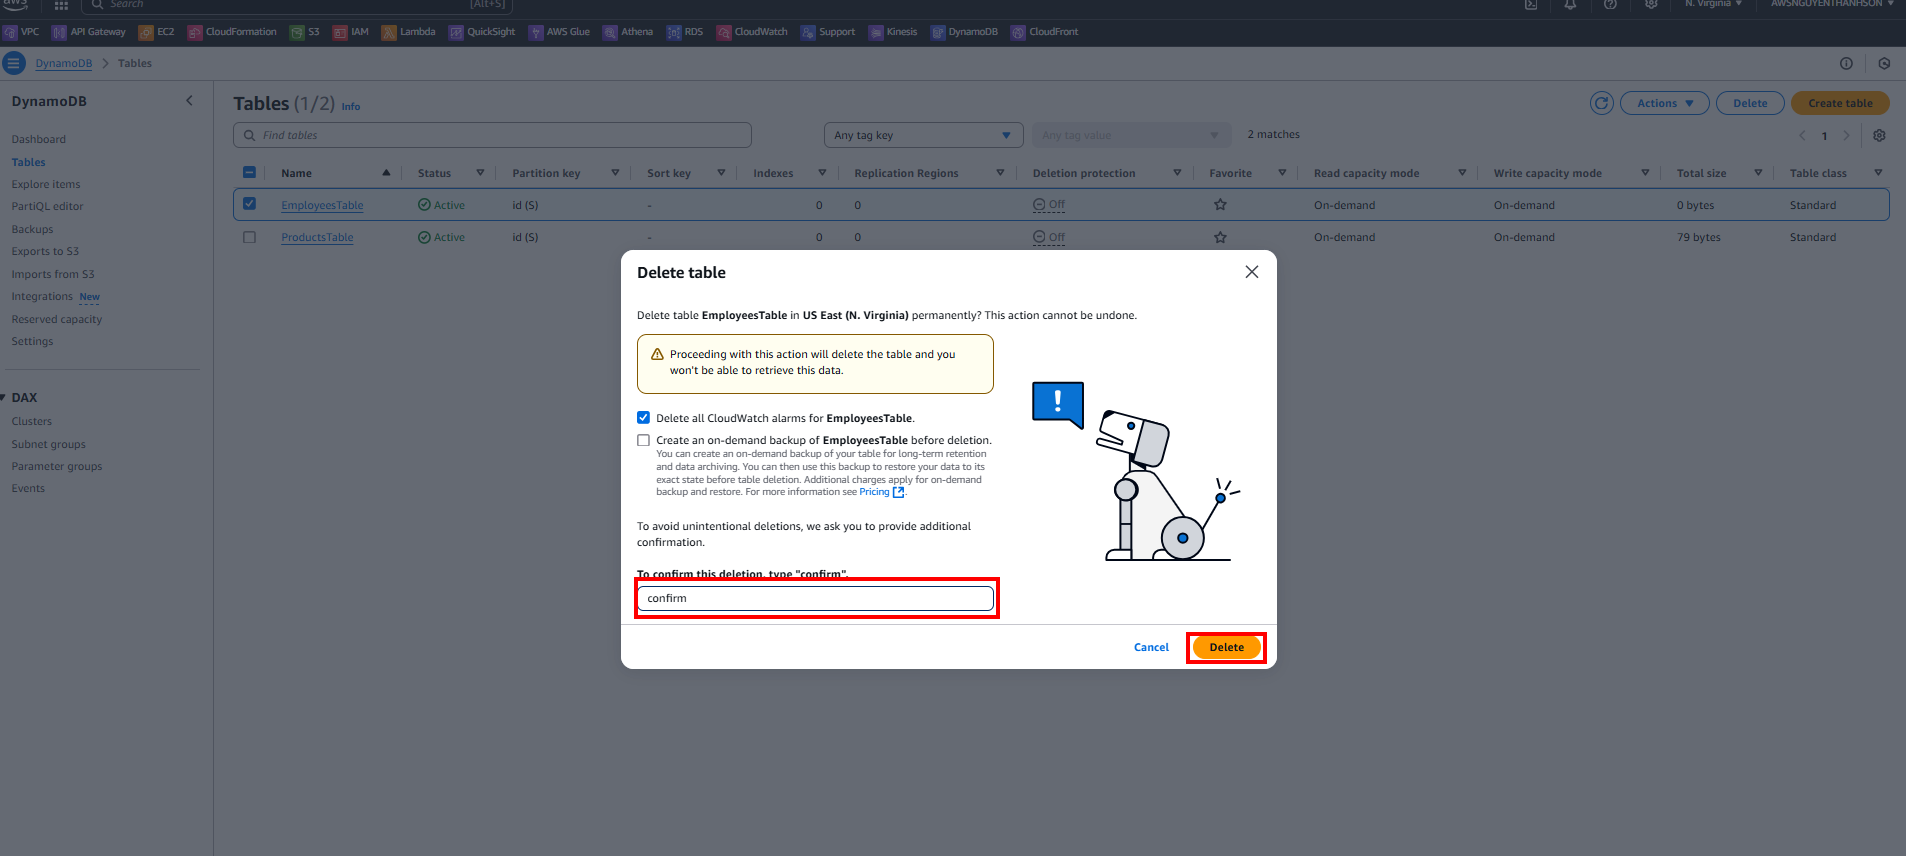 aws Search [Alt+S] N. Virginia AWSNGUYENTHANHSON
VPC API Gateway EC2 CloudFormation S3 IAM Lambda QuickSight AWS Glue Athena RDS CloudWatch Support Kinesis DynamoDB CloudFront
DynamoDB Tables
DynamoDB
Dashboard
Tables
Explore items
PartiQL editor
Backups
Exports to S3
Imports from S3
Integrations New
Reserved capacity
Settings
DAX
Clusters
Subnet groups
Parameter groups
Events
Tables (1/2) Info
Actions Delete Create table
Find tables Any tag key Any tag value 2 matches 1
Name Status Partition key Sort key Indexes Replication Regions Deletion protection Favorite Read capacity mode Write capacity mode Total size Table class
EmployeesTable Active id (S) - 0 0 Off On-demand On-demand 0 bytes Standard
ProductsTable Active id (S) - 0 0 Off On-demand On-demand 79 bytes Standard
Delete table
Delete table EmployeesTable in US East (N. Virginia) permanently? This action cannot be undone.
Proceeding with this action will delete the table and you
won't be able to retrieve this data.
Delete all CloudWatch alarms for EmployeesTable.
Create an on-demand backup of EmployeesTable before deletion.
You can create an on-demand backup of your table for long-term retention
and data archiving. You can then use this backup to restore your data to its
exact state before table deletion. Additional charges apply for on-demand
backup and restore. For more information see Pricing.
!
To avoid unintentional deletions, we ask you to provide additional
confirmation.
To confirm this deletion, type "confirm".
confirm
Cancel Delete